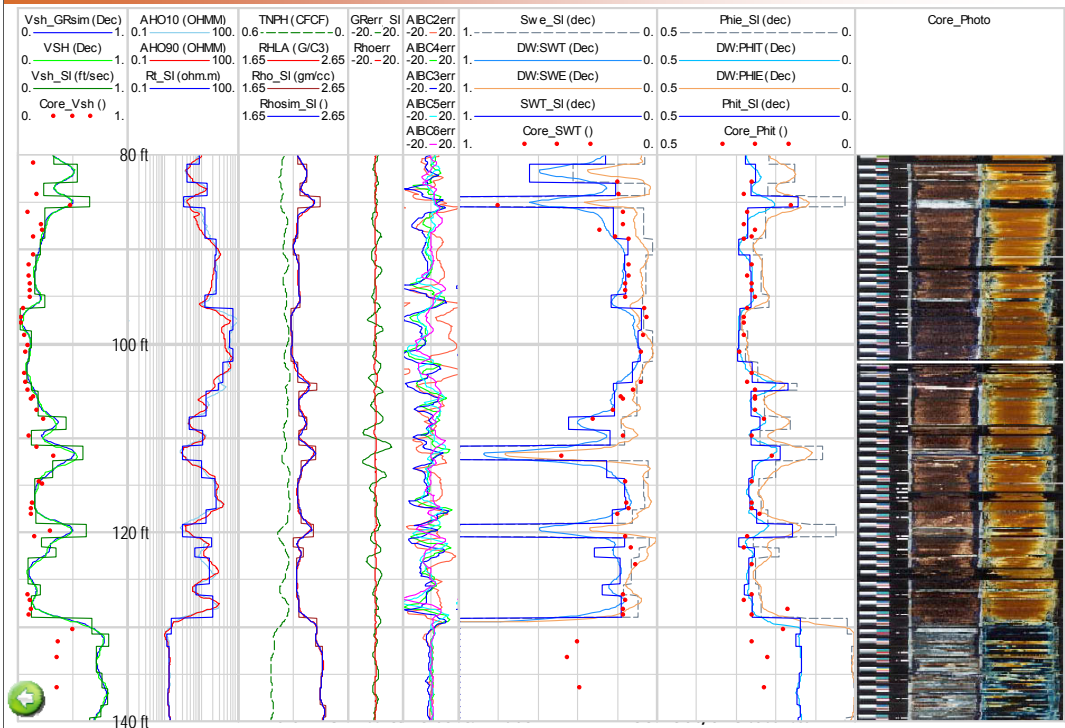 Vsh_GRsim (Dec) AHO10 (OHMM) TNPH (CFCF) GRerr_SI AIBC2err Swe_SI (dec) Phie_SI (dec) Core_Photo
0. 1. 0.1 100. 0.6 0. -20. 20. -20. 20. 1. 0. 0.5 0.
VSH (Dec) AHO90 (OHMM) RHLA (G/C3) Rhoerr AIBC4err DW:SWT (Dec) DW:PHIT (Dec)
0. 1. 0.1 100. 1.65 2.65 -20. 20. -20. 20. 1. 0. 0.5 0.
Vsh_SI (ft/sec) Rt_SI (ohm.m) Rho_SI (gm/cc) AIBC3err DW:SWE (Dec) DW:PHIE (Dec)
0. 1. 0.1 100. 1.65 2.65 -20. 20. 1. 0. 0.5 0.
Core_Vsh () Rhosim_SI () AIBC5err SWT_SI (dec) Phit_SI (dec)
0. 1. 1.65 2.65 -20. 20. 1. 0. 0.5 0.
AIBC6err Core_SWT () Core_Phit ()
-20. 20. 1. 0. 0.5 0.
80 ft
100 ft
120 ft
140 ft